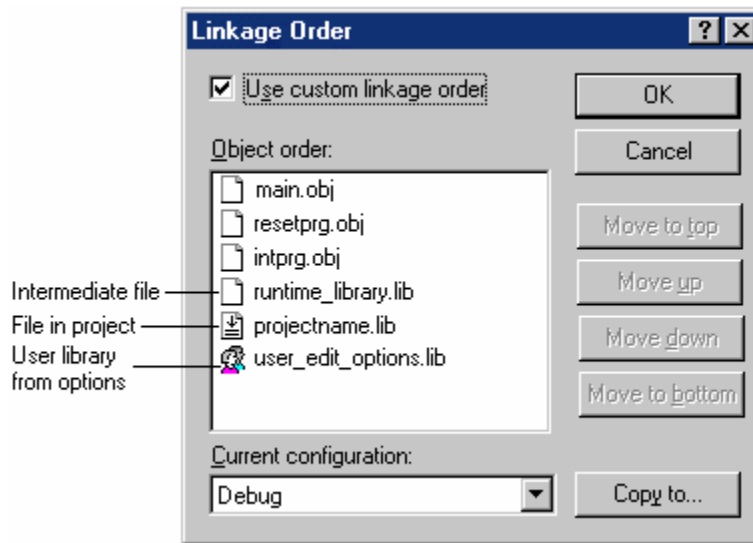 Linkage Order
Use custom linkage order
OK
Object order:
Cancel
main.obj
resetprg.obj
intprg.obj
runtime_library.lib
projectname.lib
user_edit_options.lib
Move to top
Move up
Move down
Move to bottom
Intermediate file
File in project
User library
from options
Current configuration:
Debug
Copy to...